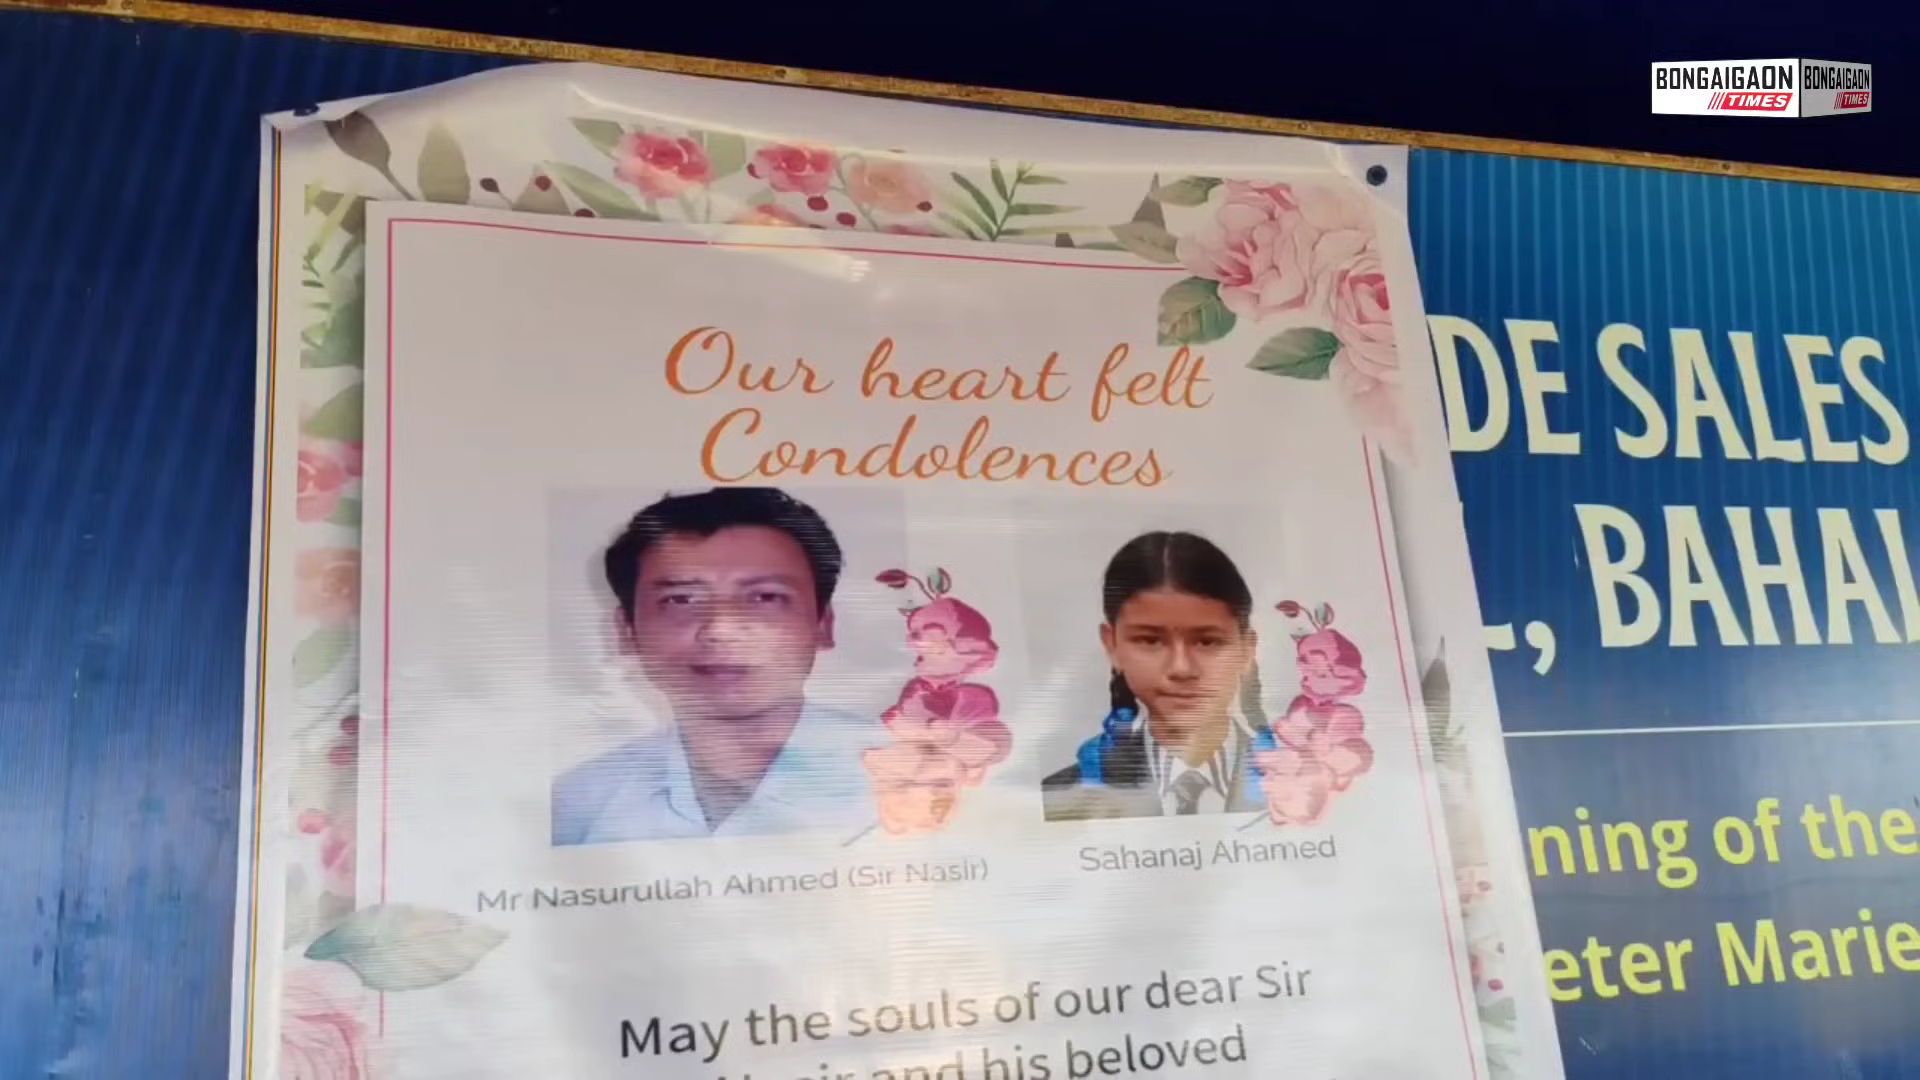 BONGAIGAON
TIMES
BONGAIGAON
TIMES
Our heart felt
Condolences
Mr Nasurullah Ahmed (Sir Nasir)
Sahanaj Ahamed
May the souls of our dear Sir
and his beloved
DE SALES
, BAHAL
ning of the
eter Marie